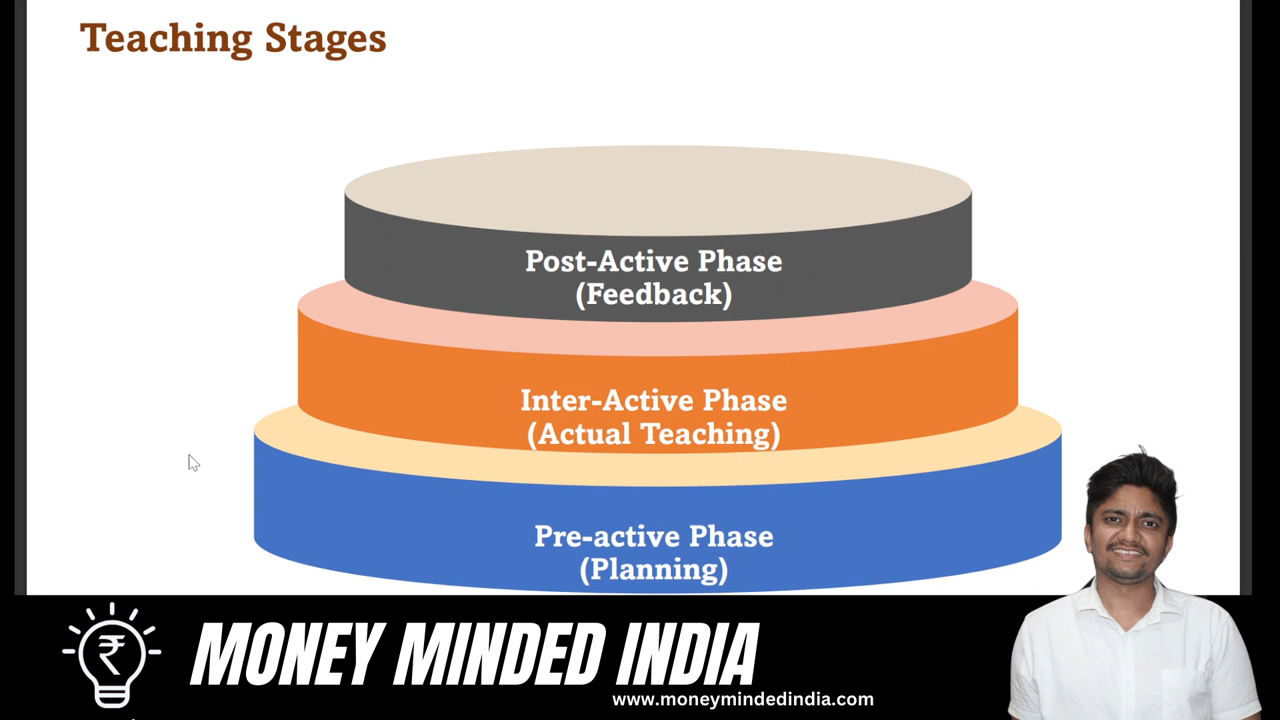 Teaching Stages
Post-Active Phase
(Feedback)
Inter-Active Phase
(Actual Teaching)
Pre-active Phase
(Planning)
₹
MONEY MINDED INDIA
www.moneymindedindia.com